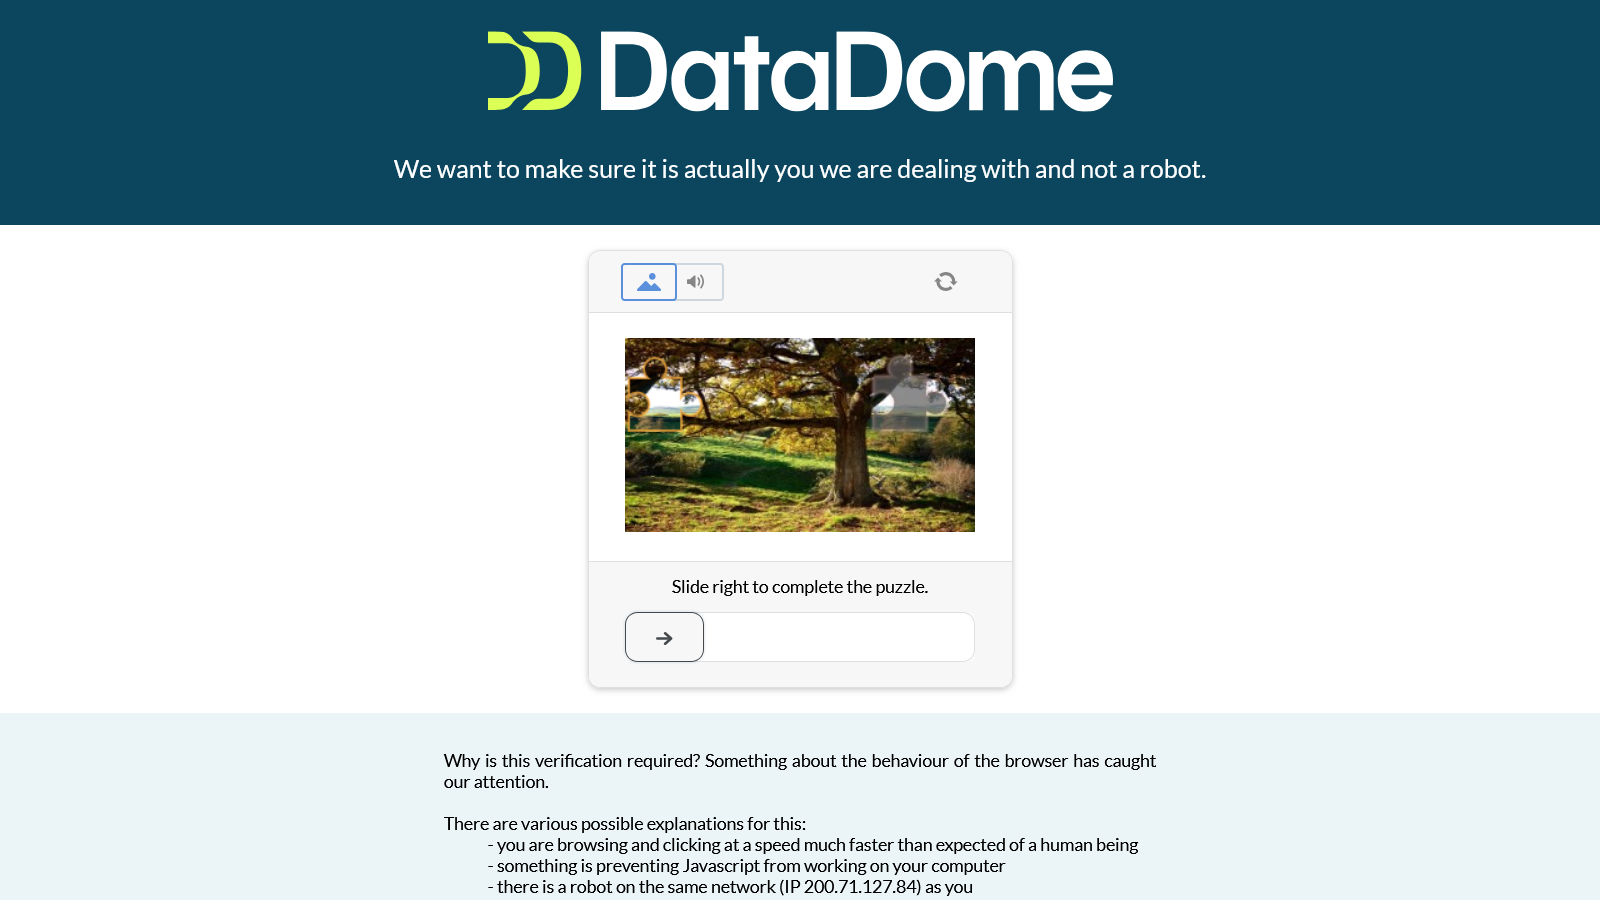 DataDome
We want to make sure it is actually you we are dealing with and not a robot.
Slide right to complete the puzzle.
Why is this verification required? Something about the behaviour of the browser has caught
our attention.
There are various possible explanations for this:
- you are browsing and clicking at a speed much faster than expected of a human being
- something is preventing Javascript from working on your computer
- there is a robot on the same network (IP 200.71.127.84) as you